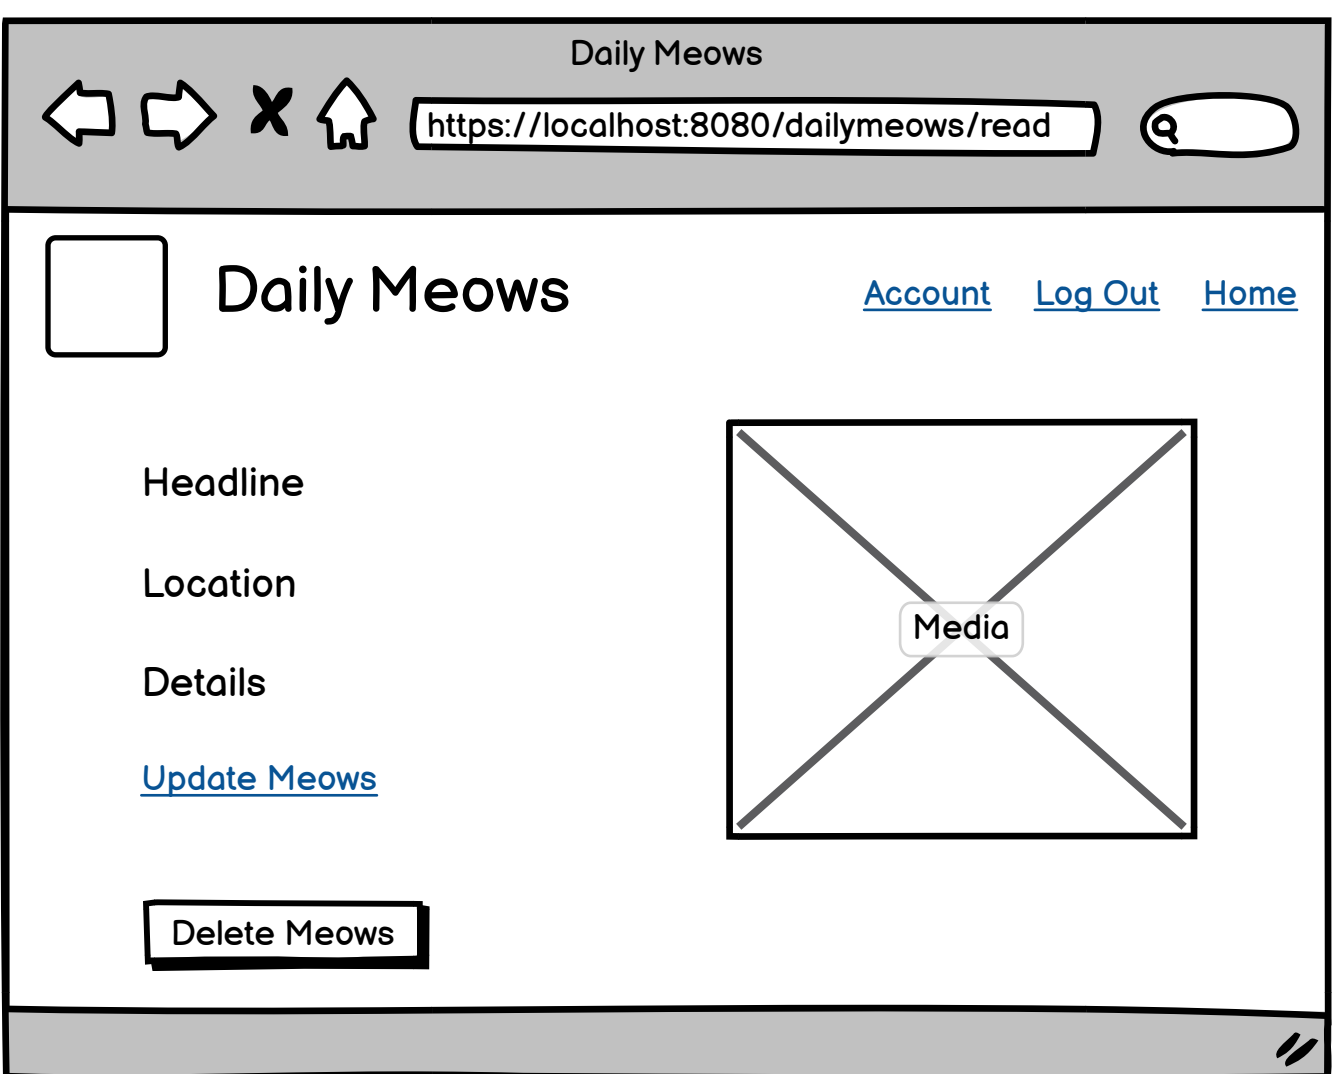 Daily Meows
https://localhost:8080/dailymeows/read
Daily Meows
Account Log Out Home
Headline
Location
Details
Update Meows
Media
Delete Meows